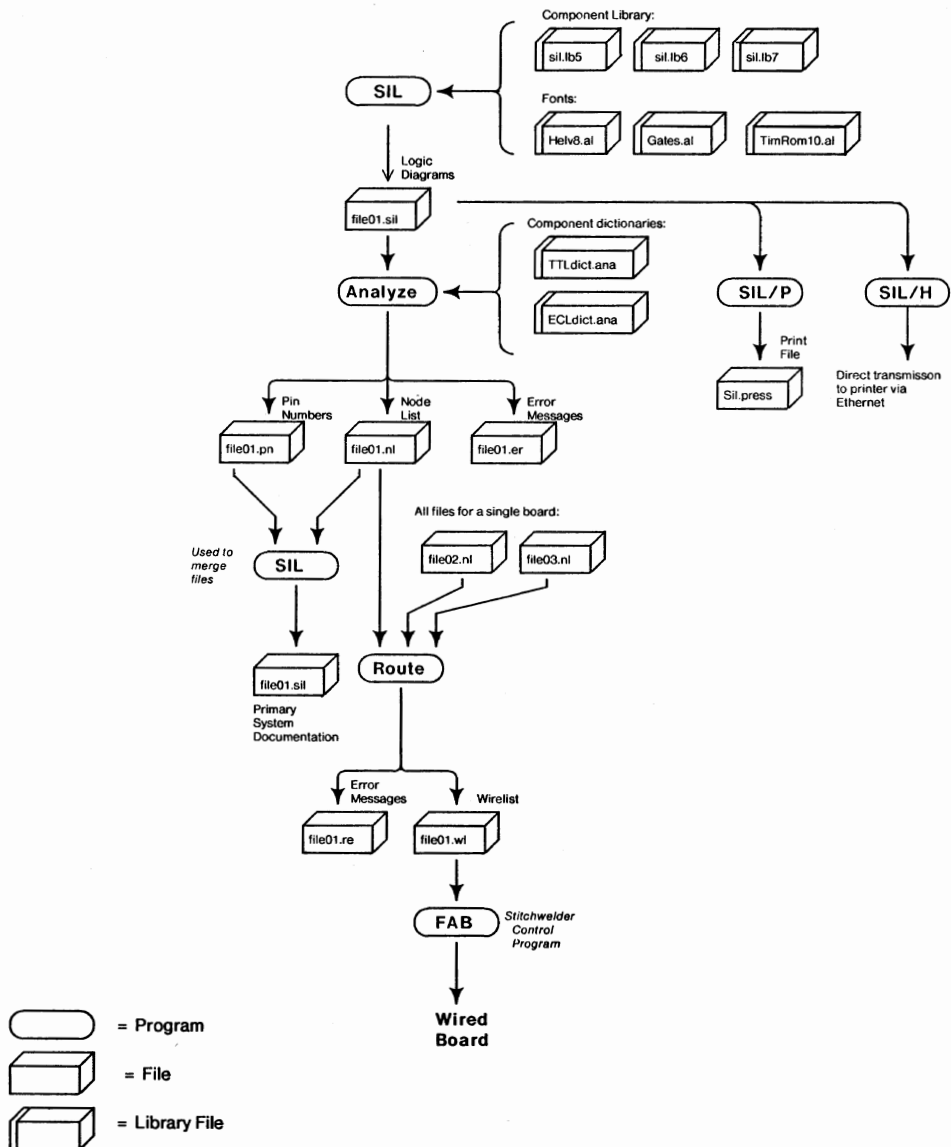 Component Library:
sil.lb5
sil.lb6
sil.lb7
SIL
Fonts:
Helv8.al
Gates.al
TimRom10.al
Logic
Diagrams
file01.sil
Component dictionaries:
TTLdict.ana
ECLdict.ana
Analyze
SIL/P
SIL/H
Print
File
Sil.press
Direct transmisson
to printer via
Ethernet
Pin
Numbers
file01.pn
Node
List
file01.nl
Error
Messages
file01.er
All files for a single board:
file02.nl
file03.nl
Used to
merge
files
SIL
file01.sil
Primary
System
Documentation
Route
Error
Messages
file01.re
Wirelist
file01.wl
FAB
Stitchwelder
Control
Program
Wired
Board
= Program
= File
= Library File